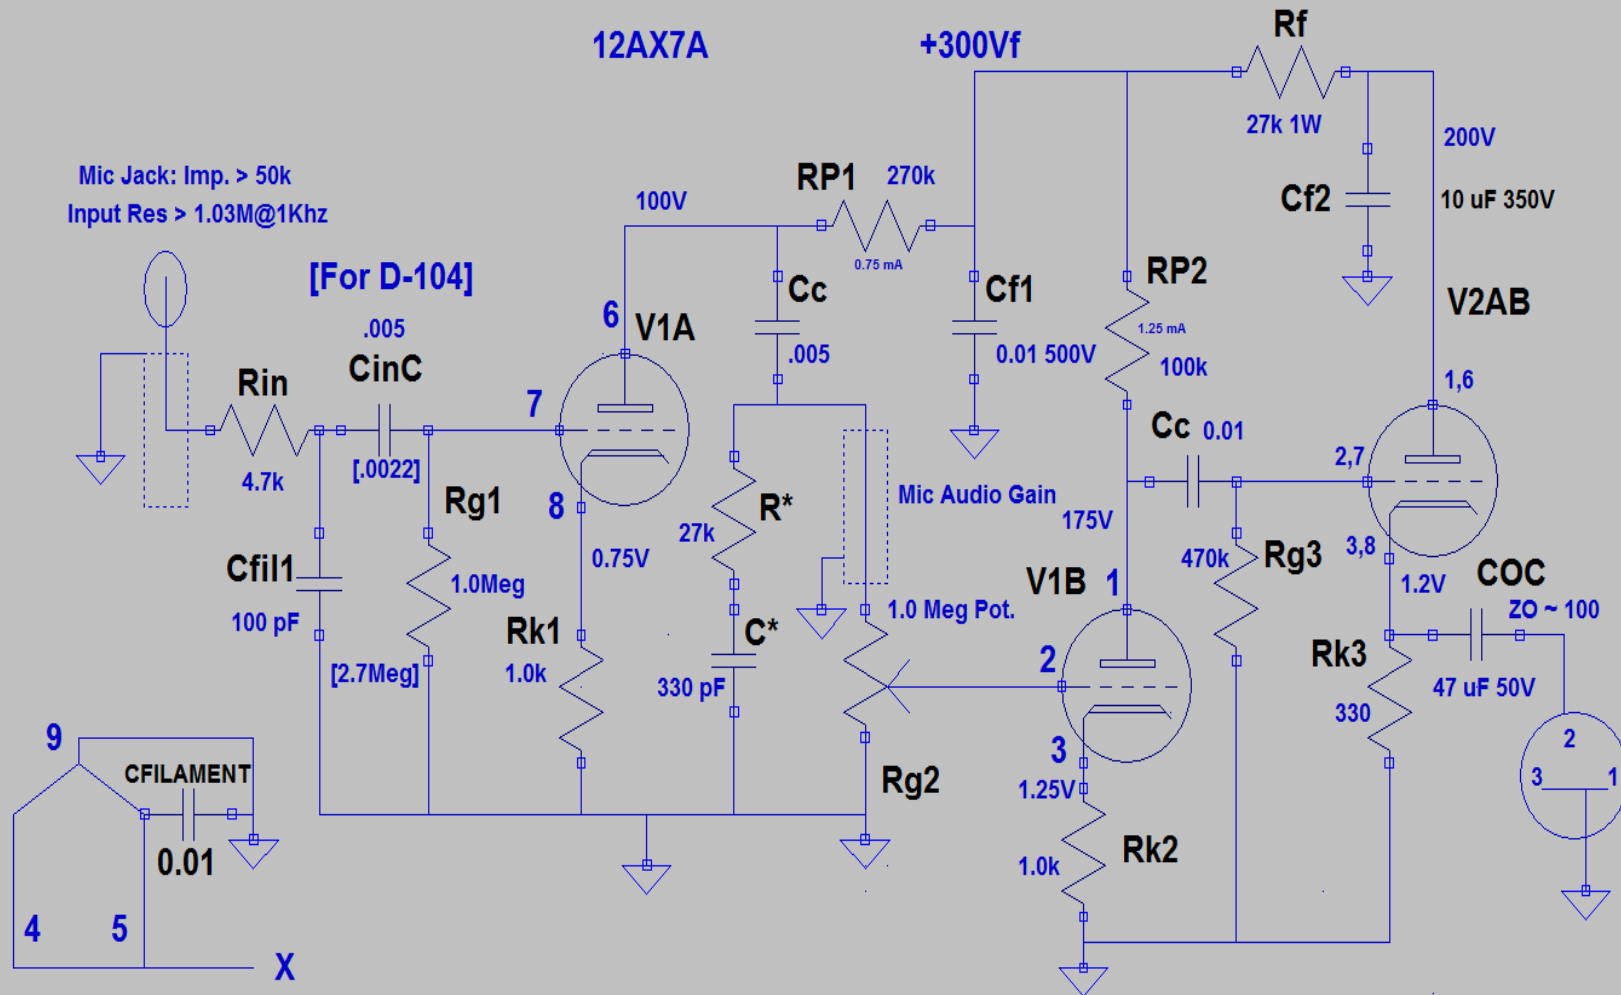 12AX7A
+300Vf
Rf
27k 1W
200V
Mic Jack: Imp. > 50k
Input Res > 1.03M@1Khz
RP1
270k
100V
0.75 mA
Cf2
10 uF 350V
[For D-104]
.005
CinC
[.0022]
6
V1A
Cc
.005
Cf1
0.01 500V
RP2
1.25 mA
100k
V2AB
1,6
Rin
4.7k
7
8
0.75V
Rg1
1.0Meg
[2.7Meg]
Cfil1
100 pF
Rk1
1.0k
R*
27k
C*
330 pF
Mic Audio Gain
1.0 Meg Pot.
Rg2
Cc
0.01
2,7
3,8
175V
470k
Rg3
1.2V
COC
ZO ~ 100
47 uF 50V
V1B
1
2
3
1.25V
Rk2
1.0k
Rk3
330
2
3
1
9
CFILAMENT
0.01
4
5
X